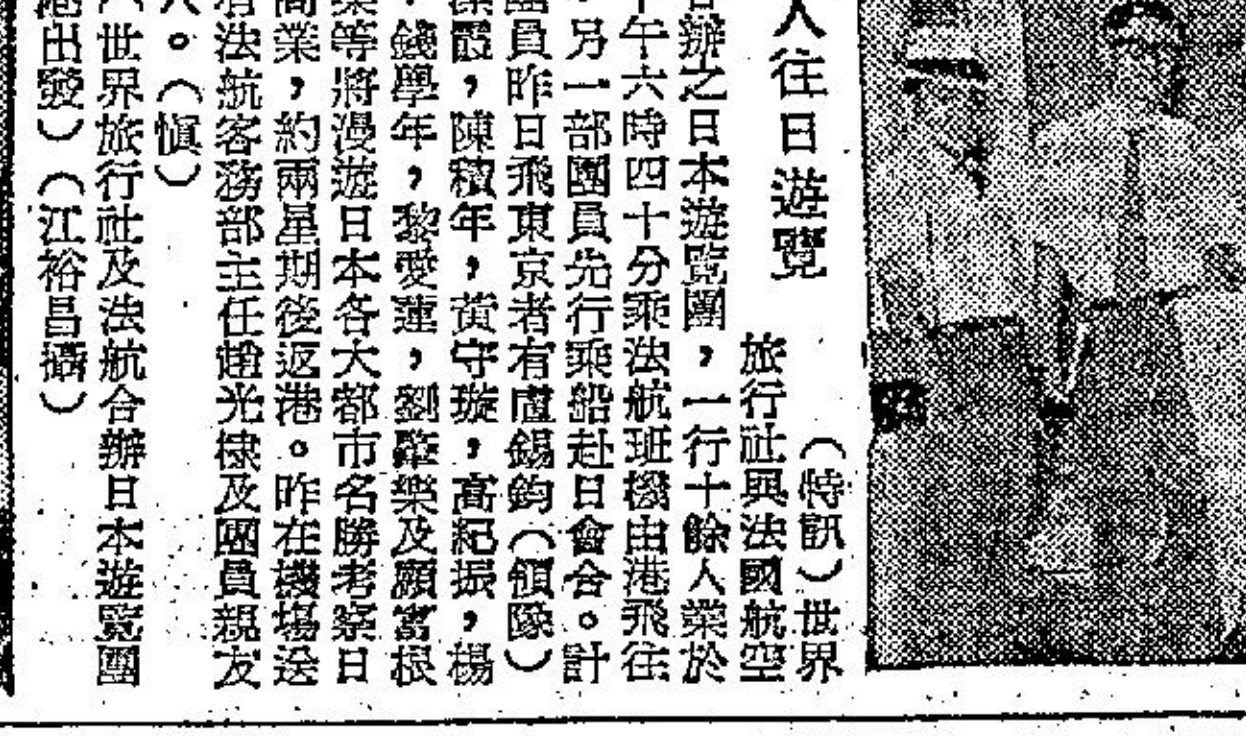 人往日遊覽
（特訊）世界
旅行社與法國航空
合辦之日本遊覽團，一行十餘人業於
午六時四十分乘法航班機由港飛往
，另一部團員先行乘船赴日會合。計
團員昨日飛東京者有盧錫鈞（領隊）
霞，陳積年，黃守璇，高紀振，楊
，錢學年，黎愛蓮，劉肇樂及願富根
業等將漫遊日本各大都市名勝考察日
商業，約兩星期後返港。昨在機場送
有法航客務部主任趙光棣及團員親友
人。（慎）
世界旅行社及法航合辦日本遊覽團
港出發）（江裕昌攝）